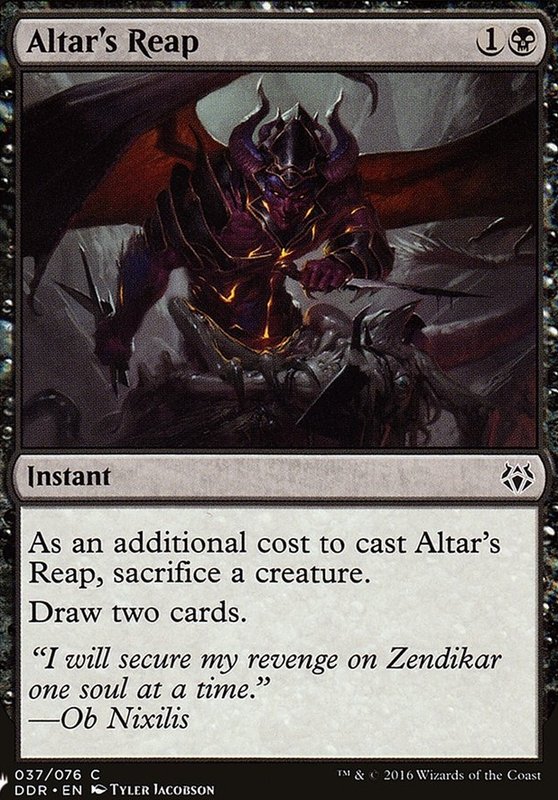 Altar's Reap 1
Instant
As an additional cost to cast Altar's
Reap, sacrifice a creature.
Draw two cards.
"I will secure my revenge on Zendikar
one soul at a time."
—Ob Nixilis
037/076 C
DDR • EN Tyler Jacobson
™ & © 2016 Wizards of the Coast